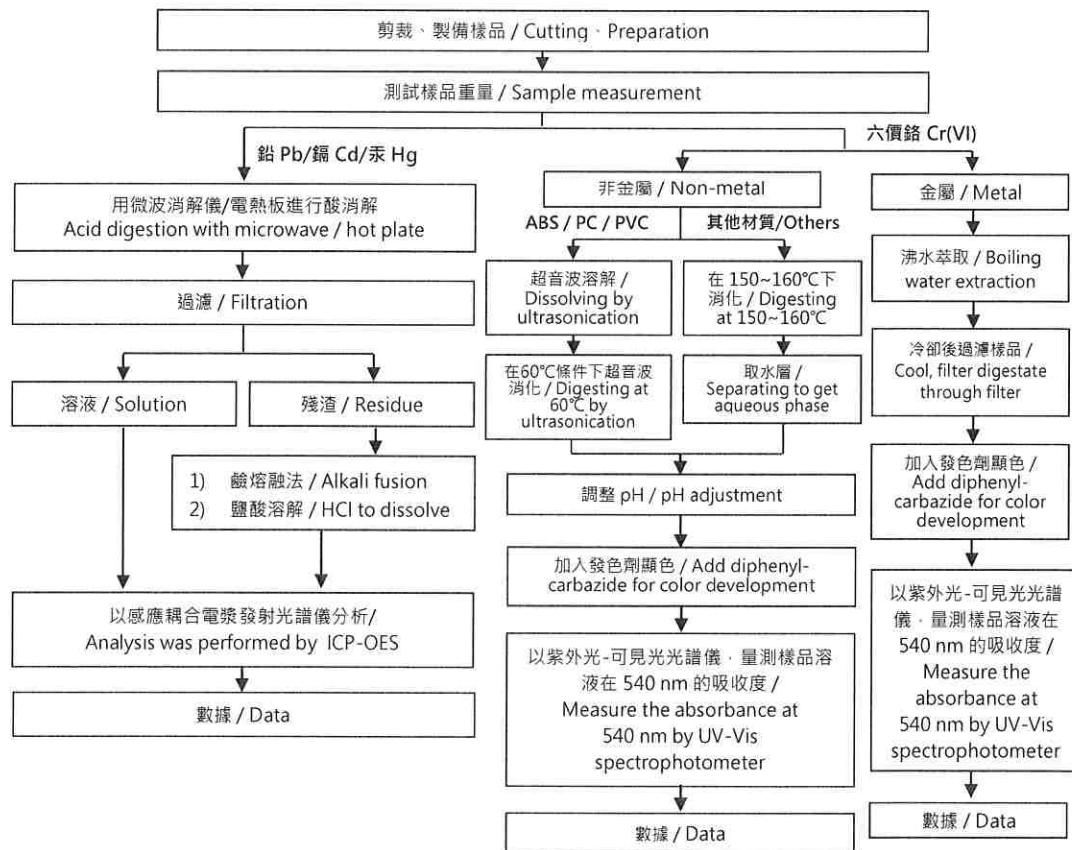 剪裁、製備樣品 / Cutting、Preparation
測試樣品重量 / Sample measurement
鉛 Pb/鎘 Cd/汞 Hg
用微波消解儀/電熱板進行酸消解
Acid digestion with microwave / hot plate
過濾 / Filtration
溶液 / Solution
殘渣 / Residue
1) 鹼熔融法 / Alkali fusion
2) 鹽酸溶解 / HCl to dissolve
以感應耦合電漿發射光譜儀分析/
Analysis was performed by ICP-OES
數據 / Data
六價鉻 Cr(VI)
非金屬 / Non-metal
ABS / PC / PVC
其他材質/Others
超音波溶解 /
Dissolving by
ultrasonication
在60℃條件下超音波
消化 / Digesting at
60℃ by
ultrasonication
在 150~160℃下
消化 / Digesting
at 150~160℃
取水層 /
Separating to get
aqueous phase
調整 pH / pH adjustment
加入發色劑顯色 / Add diphenyl-
carbazide for color development
以紫外光-可見光光譜儀，量測樣品溶
液在 540 nm 的吸收度 /
Measure the absorbance at
540 nm by UV-Vis
spectrophotometer
數據 / Data
金屬 / Metal
沸水萃取 / Boiling
water extraction
冷卻後過濾樣品 /
Cool, filter digestate
through filter
加入發色劑顯色 /
Add diphenyl-
carbazide for color
development
以紫外光-可見光光譜
儀，量測樣品溶液在
540 nm 的吸收度 /
Measure the
absorbance at
540 nm by UV-Vis
spectrophotometer
數據 / Data